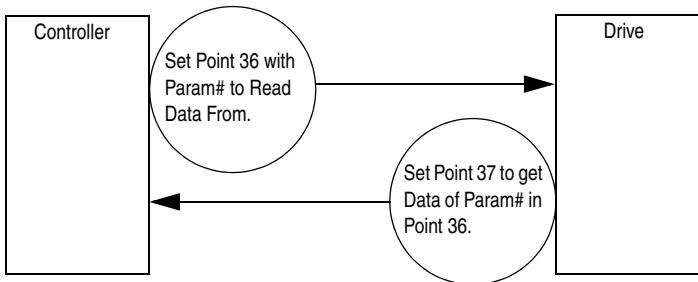 Controller
Set Point 36 with
Param# to Read
Data From.
Drive
Set Point 37 to get
Data of Param# in
Point 36.